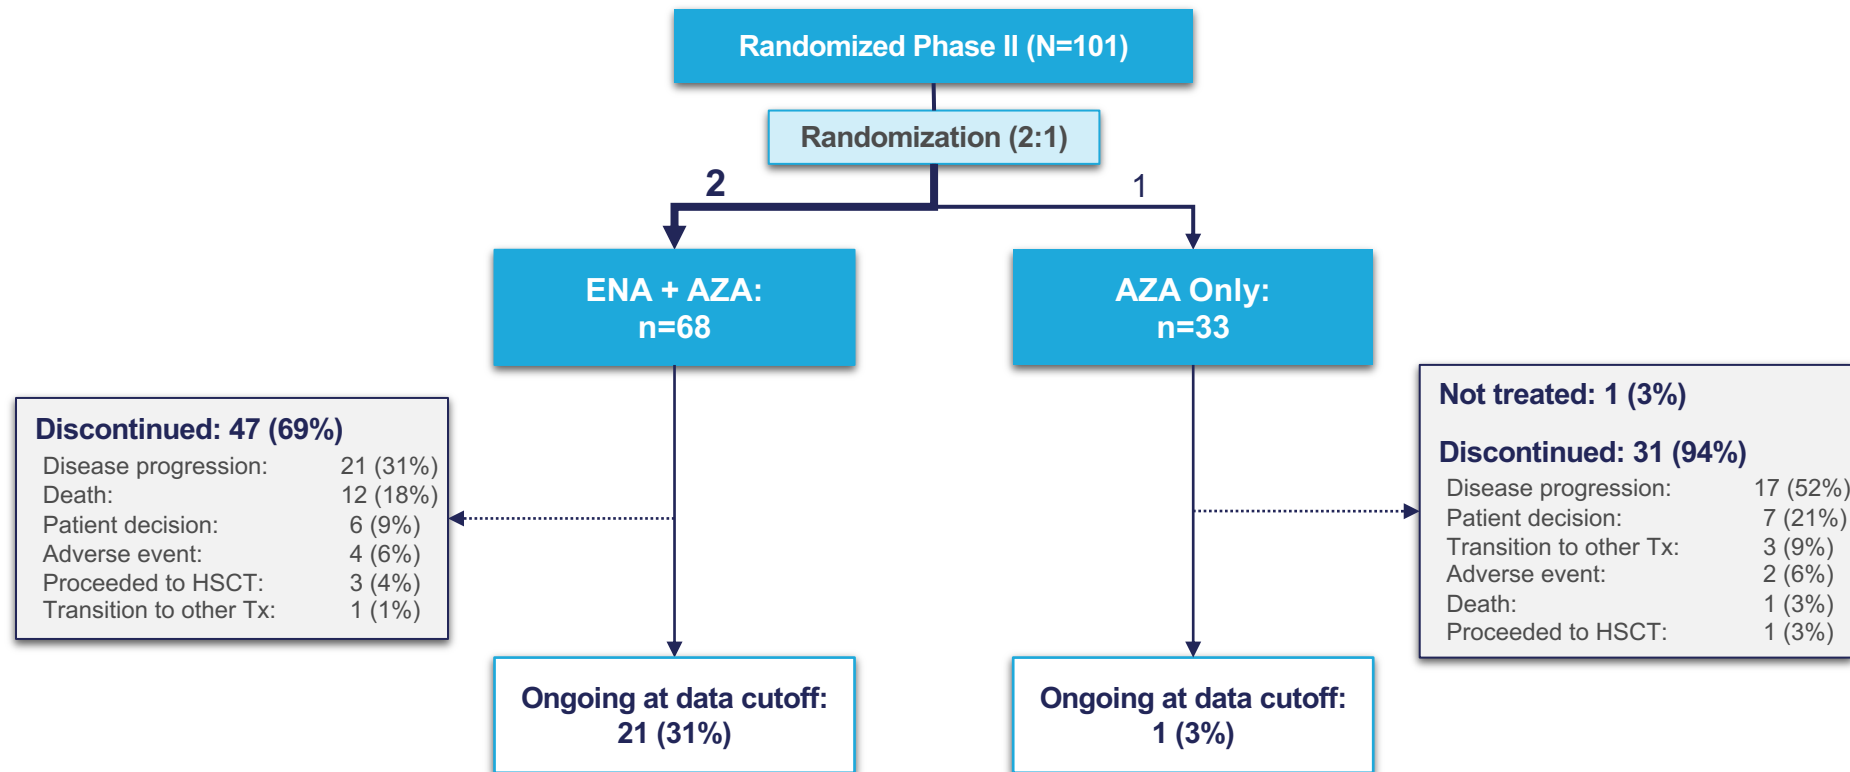 Randomized Phase II (N=101)
Randomization (2:1)
2
1
ENA + AZA:
n=68
AZA Only:
n=33
Discontinued: 47 (69%)
Disease progression: 21 (31%)
Death: 12 (18%)
Patient decision: 6 (9%)
Adverse event: 4 (6%)
Proceeded to HSCT: 3 (4%)
Transition to other Tx: 1 (1%)
Not treated: 1 (3%)
Discontinued: 31 (94%)
Disease progression: 17 (52%)
Patient decision: 7 (21%)
Transition to other Tx: 3 (9%)
Adverse event: 2 (6%)
Death: 1 (3%)
Proceeded to HSCT: 1 (3%)
Ongoing at data cutoff:
21 (31%)
Ongoing at data cutoff:
1 (3%)